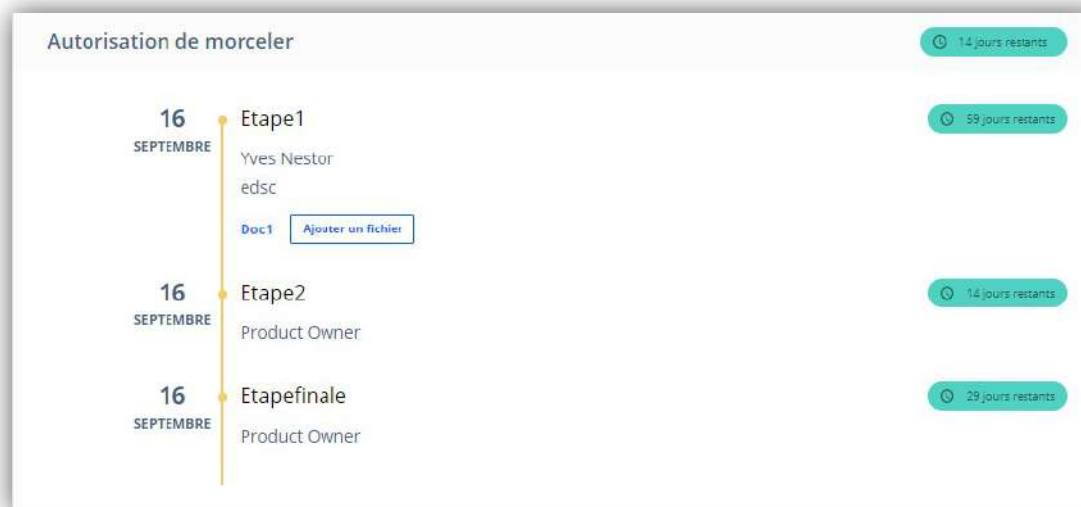 Autorisation de morceler
14 jours restants
16
SEPTEMBRE
Etape1
59 jours restants
Yves Nestor
edsc
Doc1 Ajouter un fichier
16
SEPTEMBRE
Etape2
14 jours restants
Product Owner
16
SEPTEMBRE
Etapefinale
29 jours restants
Product Owner